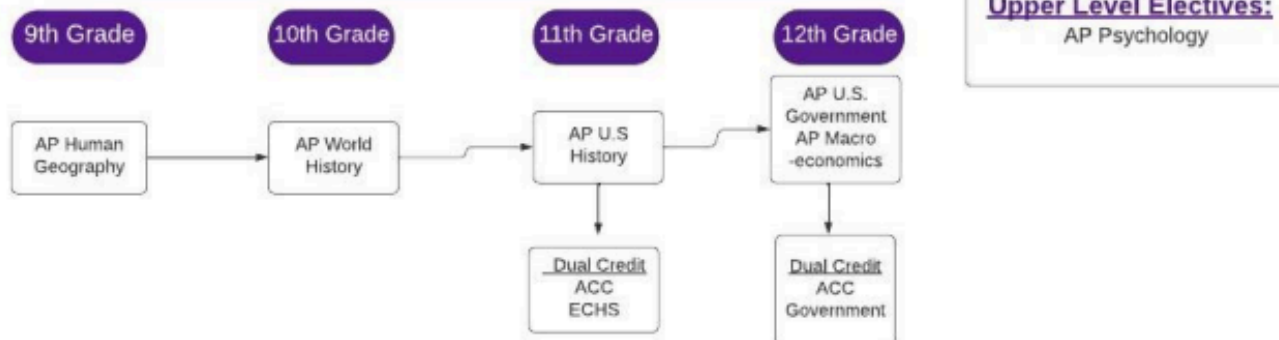 9th Grade
10th Grade
11th Grade
12th Grade
Upper Level Electives:
AP Psychology
AP Human
Geography
AP World
History
AP U.S
History
AP U.S.
Government
AP Macro
-economics
Dual Credit
ACC
ECHS
Dual Credit
ACC
Government